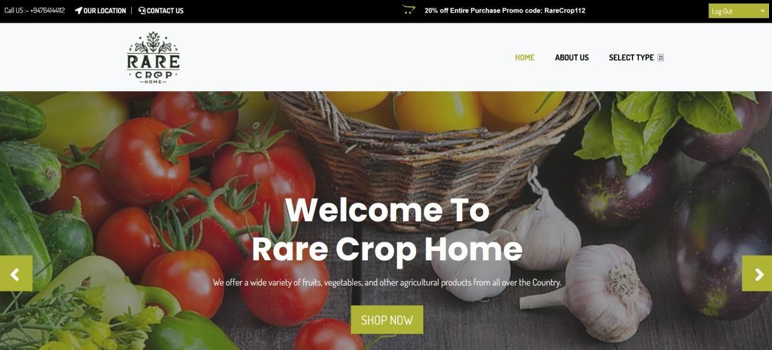 Call US :- +94764144112
OUR LOCATION
CONTACT US
20% off Entire Purchase Promo code: RareCrop112
Log Out
RARE
CROP
HOME
HOME
ABOUT US
SELECT TYPE
Welcome To
Rare Crop Home
We offer a wide variety of fruits, vegetables, and other agricultural products from all over the Country.
SHOP NOW